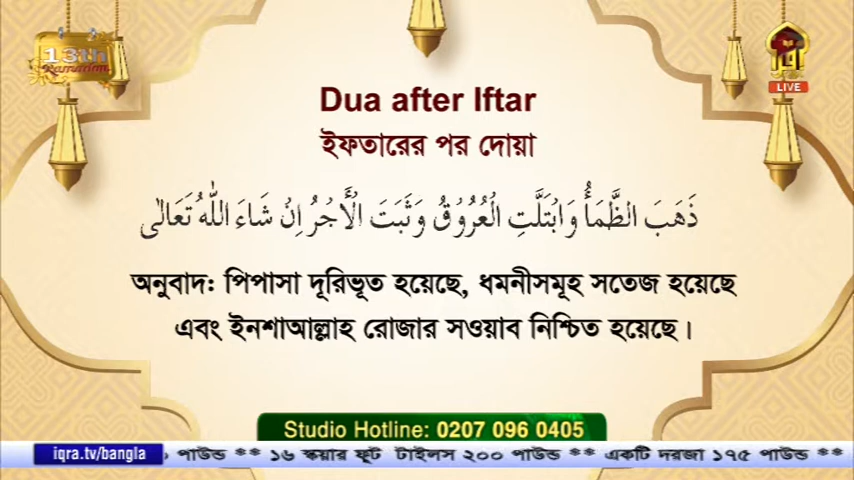 13th
Ramadan
LIVE
Dua after Iftar
ইফতারের পর দোয়া
ذَهَبَ الظَّمَأُ وَابْتَلَّتِ الْعُرُوْقُ وَثَبَتَ الْأَجْرُ اِنْ شَاءَ اللّٰهُ تَعَالٰى
অনুবাদ: পিপাসা দূরিভূত হয়েছে, ধমনীসমূহ সতেজ হয়েছে
এবং ইনশাআল্লাহ রোজার সওয়াব নিশ্চিত হয়েছে।
Studio Hotline: 0207 096 0405
iqra.tv/bangla পাউন্ড ** ১৬ স্কয়ার ফুট টাইলস ২০০ পাউন্ড ** একটি দরজা ১৭৫ পাউন্ড **